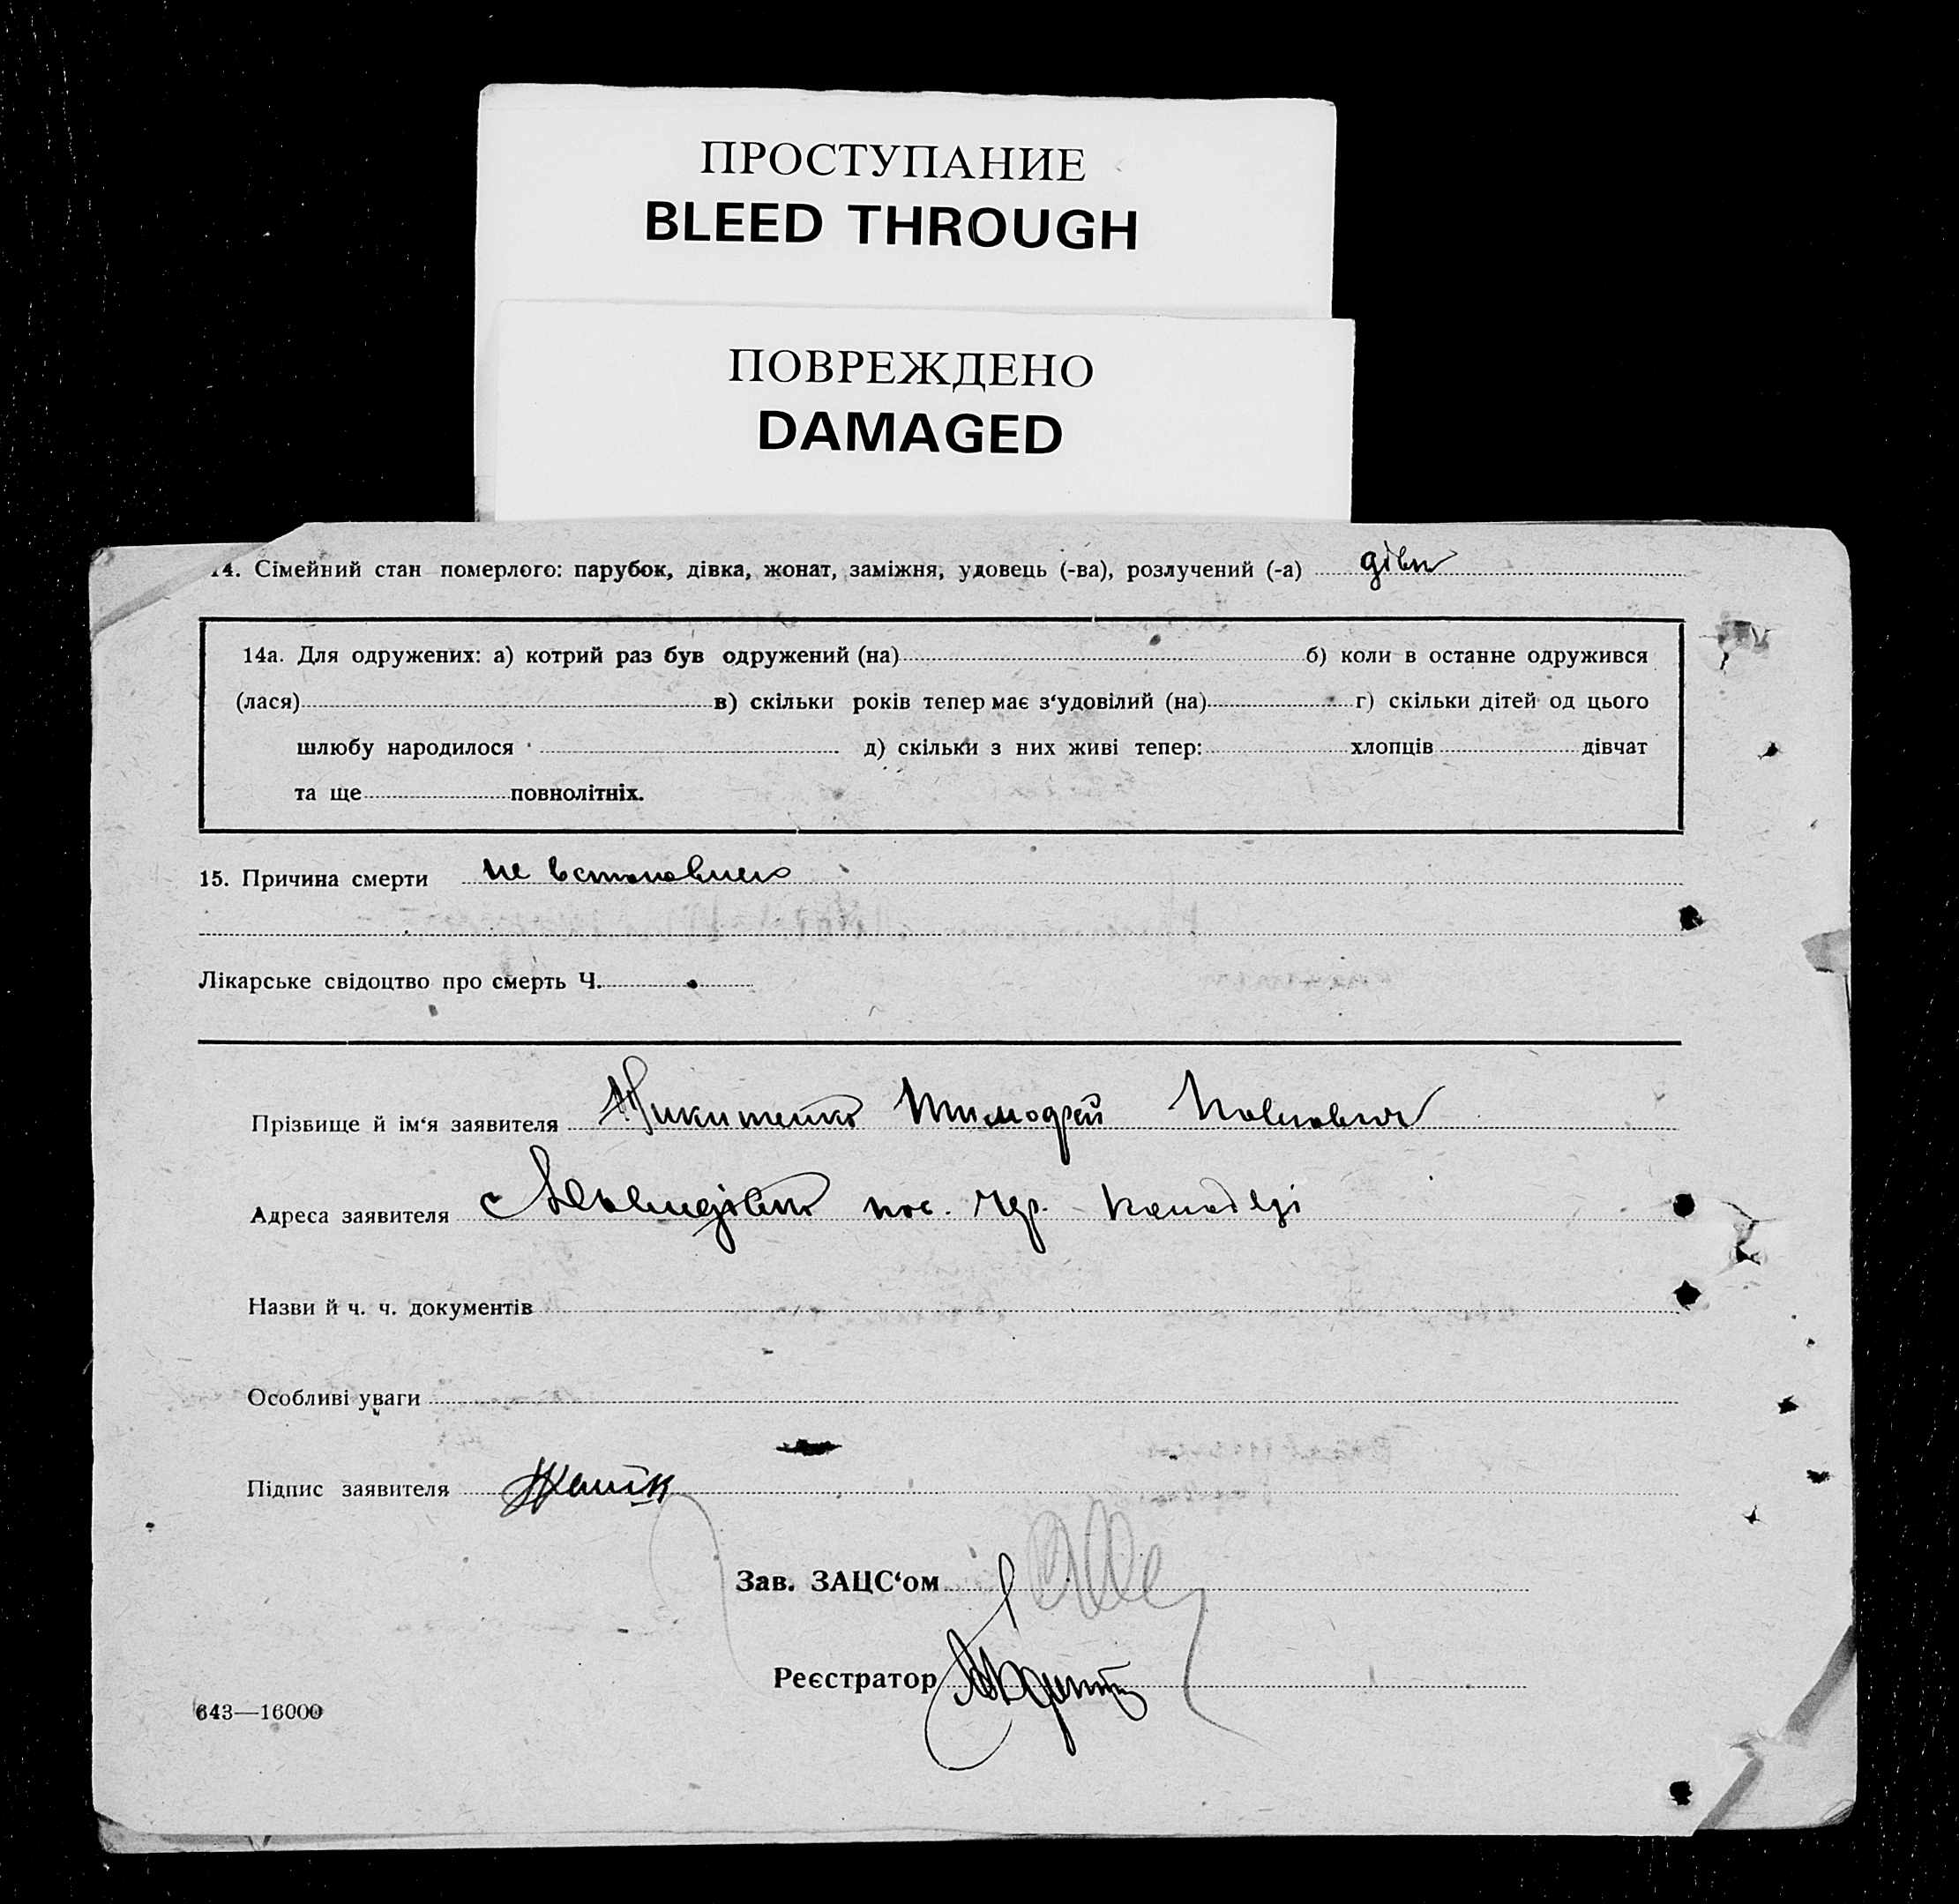 ПРОСТУПАНИЕ
BLEED THROUGH
ПОВРЕЖДЕНО
DAMAGED
14. Сімейний стан померлого: парубок, дівка, жонат, заміжня, удовець (-ва), розлучений (-а)
14а. Для одружених: а) котрий раз був одружений (на) б) коли в останне одружився
(лася) в) скільки років тепер має з‘удовілий (на) г) скільки дітей од цього
шлюбу народилося д) скільки з них живі тепер: хлопців дівчат
та ще повнолітніх.
15. Причина смерти не встановлено
Лікарське свідоцтво про смерть Ч.
Прізвище й ім‘я заявителя Никитенко Тимофей Павлович
Адреса заявителя
Назви й ч. ч. документів
Особливі уваги
Підпис заявителя
Зав. ЗАЦС‘ом
Реєстратор
643—16000